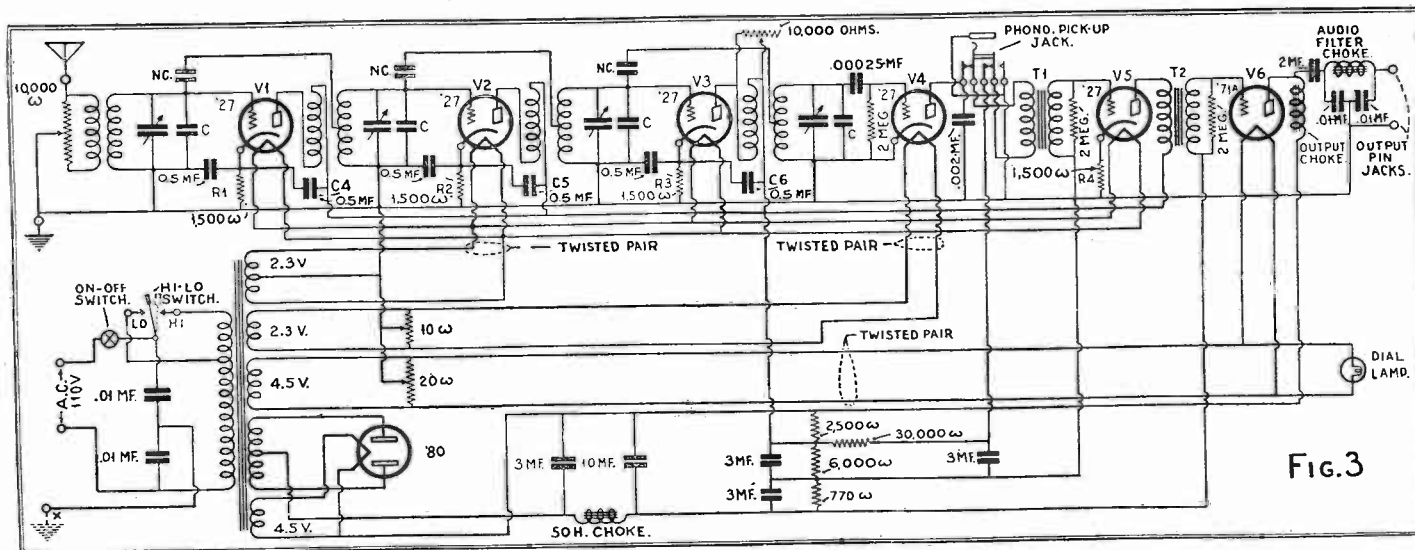 10,000 OHMS.
PHONO. PICK-UP
JACK.
AUDIO
FILTER
CHOKE.
2 MF.
10,000
ω
NC.
V1
NC.
V2
NC.
V3
.00025 MF
V4
T1
V5
T2
V6
'27
'27
'27
'27
'27
'71A
C
C
C
C
2 MEG.
.002 MF.
2 MEG.
2 MEG.
.01 MF.
.01 MF
OUTPUT
CHOKE.
OUTPUT
PIN
JACKS.
0.5 MF
R1
C4
0.5 MF
0.5 MF
R2
C5
0.5 MF
0.5 MF
R3
C6
0.5 MF
1,500 ω
1,500 ω
1,500 ω
1,500 ω
R4
TWISTED PAIR
TWISTED PAIR
2.3 V
ON-OFF
SWITCH.
HI-LO
SWITCH.
LO
HI
2.3 V.
10 ω
TWISTED PAIR
A.C.
110V
.01 MF.
4.5 V.
20 ω
DIAL
LAMP.
.01 MF.
'80
3 MF.
10 MF.
2,500 ω
30,000 ω
3 MF.
6,000 ω
3 MF.
3 MF.
770 ω
FIG.3
X
4.5 V.
50 H. CHOKE.